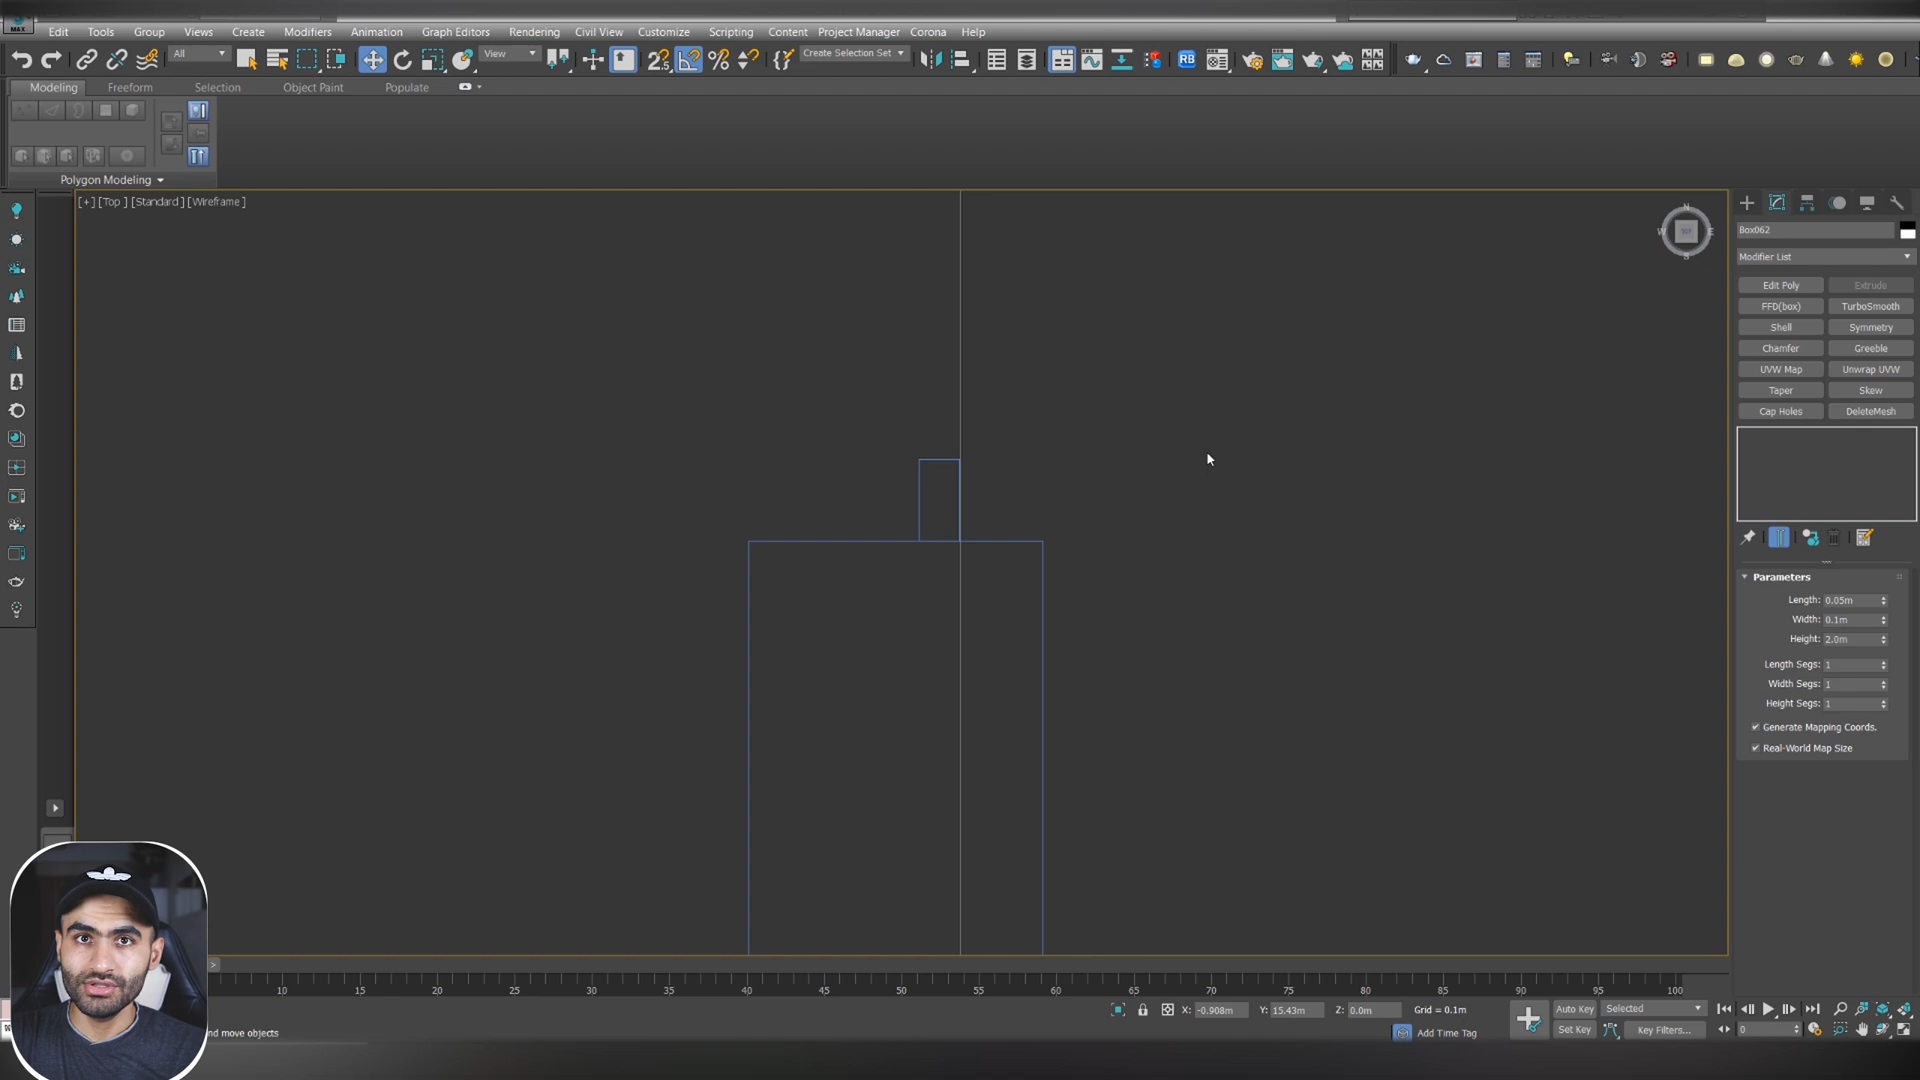 MAX
Edit Tools Group Views Create Modifiers Animation Graph Editors Rendering Civil View Customize Scripting Content Project Manager Corona Help
All View Create Selection Set RB
Modeling Freeform Selection Object Paint Populate
Polygon Modeling
[+] [Top ] [Standard ] [Wireframe ]
N
W TOP E
S
Box062
Modifier List
Edit Poly Extrude
FFD(box) TurboSmooth
Shell Symmetry
Chamfer Greeble
UVW Map Unwrap UVW
Taper Skew
Cap Holes DeleteMesh
Parameters
Length: 0.05m
Width: 0.1m
Height: 2.0m
Length Segs: 1
Width Segs: 1
Height Segs: 1
Generate Mapping Coords.
Real-World Map Size
>
10 15 20 25 30 35 40 45 50 55 60 65 70 75 80 85 90 95 100
X: -0.908m Y: 15.43m Z: 0.0m Grid = 0.1m Auto Key Selected
nd move objects Add Time Tag Set Key Key Filters... 0